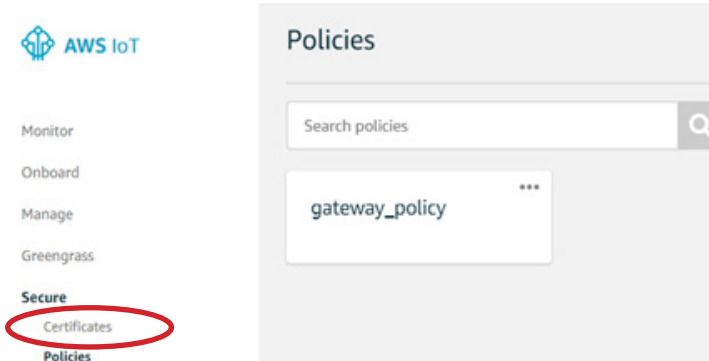 AWS IoT
Monitor
Onboard
Manage
Greengrass
Secure
Certificates
Policies
Policies
Search policies
gateway_policy